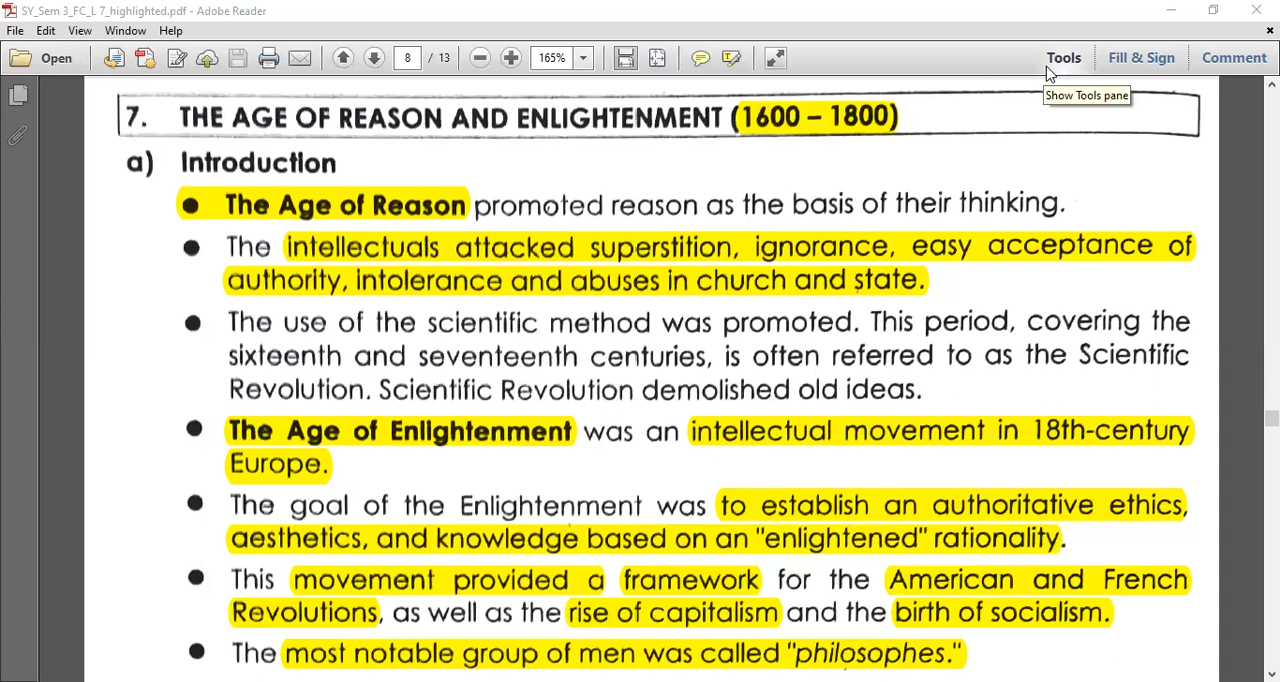 SY_Sem 3_FC_L 7_highlighted.pdf - Adobe Reader
File Edit View Window Help
Open 8 / 13 165% Tools Fill & Sign Comment
Show Tools pane
7. THE AGE OF REASON AND ENLIGHTENMENT (1600 – 1800)
a) Introduction
● The Age of Reason promoted reason as the basis of their thinking.
● The intellectuals attacked superstition, ignorance, easy acceptance of
authority, intolerance and abuses in church and state.
● The use of the scientific method was promoted. This period, covering the
sixteenth and seventeenth centuries, is often referred to as the Scientific
Revolution. Scientific Revolution demolished old ideas.
● The Age of Enlightenment was an intellectual movement in 18th-century
Europe.
● The goal of the Enlightenment was to establish an authoritative ethics,
aesthetics, and knowledge based on an "enlightened" rationality.
● This movement provided a framework for the American and French
Revolutions, as well as the rise of capitalism and the birth of socialism.
● The most notable group of men was called "philosophes."